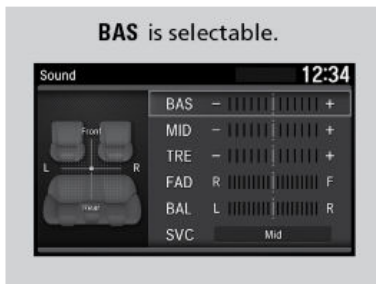 BAS is selectable.
Sound 12:34
BAS - +
MID - +
Front
TRE - +
L R
FAD R F
Rear
BAL L R
SVC Mid